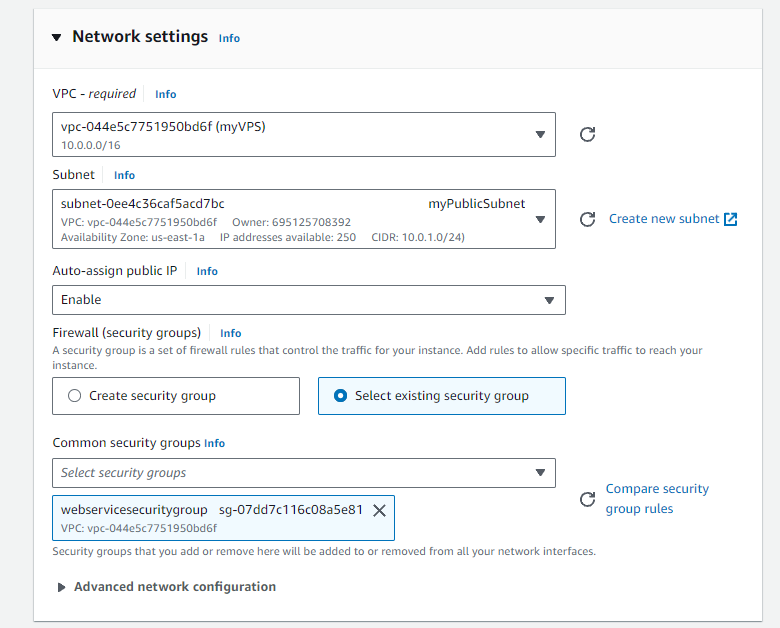 Network settings Info
VPC - required Info
vpc-044e5c7751950bd6f (myVPS)
10.0.0.0/16
Subnet Info
subnet-0ee4c36caf5acd7bc myPublicSubnet
VPC: vpc-044e5c7751950bd6f Owner: 695125708392
Availability Zone: us-east-1a IP addresses available: 250 CIDR: 10.0.1.0/24)
Create new subnet
Auto-assign public IP Info
Enable
Firewall (security groups) Info
A security group is a set of firewall rules that control the traffic for your instance. Add rules to allow specific traffic to reach your
instance.
Create security group
Select existing security group
Common security groups Info
Select security groups
webservicesecuritygroup sg-07dd7c116c08a5e81
VPC: vpc-044e5c7751950bd6f
Compare security
group rules
Security groups that you add or remove here will be added to or removed from all your network interfaces.
Advanced network configuration